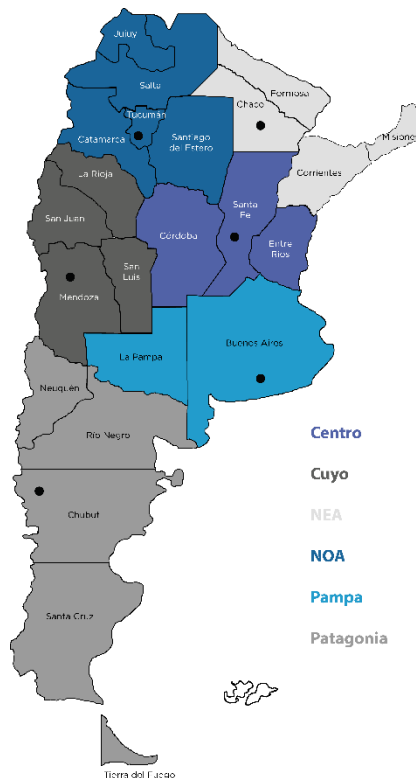 Jujuy
Salta
Formosa
Chaco
Tucumán
Misiones
Catamarca
Santiago
del Estero
Corrientes
La Rioja
San Juan
Santa
Fe
Córdoba
Entre
Ríos
San
Luis
Mendoza
Buenos Aires
La Pampa
Neuquén
Río Negro
Centro
Cuyo
NEA
NOA
Pampa
Patagonia
Chubut
Santa Cruz
Tierra del Fuego